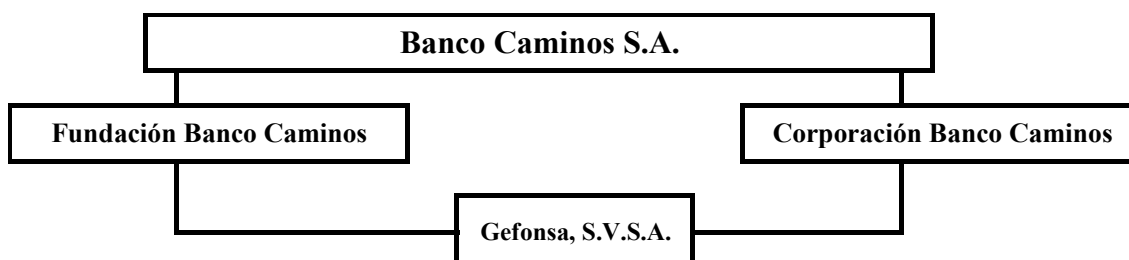 Banco Caminos S.A.
Fundación Banco Caminos
Corporación Banco Caminos
Gefonsa, S.V.S.A.